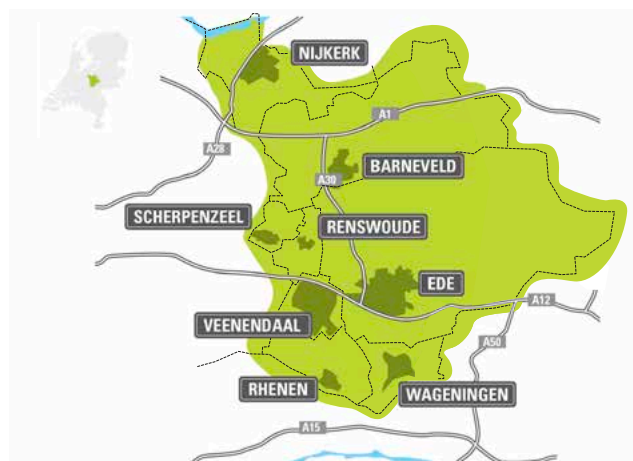 NIJKERK
A1
A28
BARNEVELD
A30
SCHERPENZEEL
RENSWOUDE
EDE
A12
VEENENDAAL
A50
RHENEN
WAGENINGEN
A15